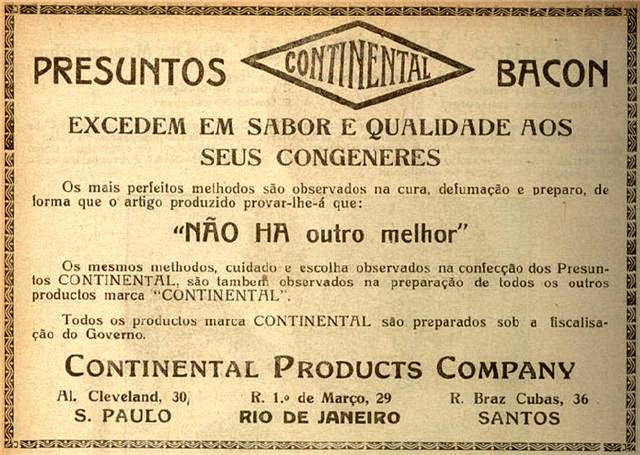 PRESUNTOS CONTINENTAL BACON
EXCEDEM EM SABOR E QUALIDADE AOS
SEUS CONGENERES
Os mais perfeitos methodos são observados na cura, defumação e preparo, de
forma que o artigo produzido provar-lhe-á que:
“NÃO HA outro melhor”
Os mesmos methodos, cuidado e escolha observados na confecção dos Presun-
tos CONTINENTAL, são tambem observados na preparação de todos os outros
productos marca “CONTINENTAL”.
Todos os productos marca CONTINENTAL são preparados sob a fiscalisa-
ção do Governo.
CONTINENTAL PRODUCTS COMPANY
Al. Cleveland, 30, R. 1.º de Março, 29 R. Braz Cubas, 36
S. PAULO RIO DE JANEIRO SANTOS